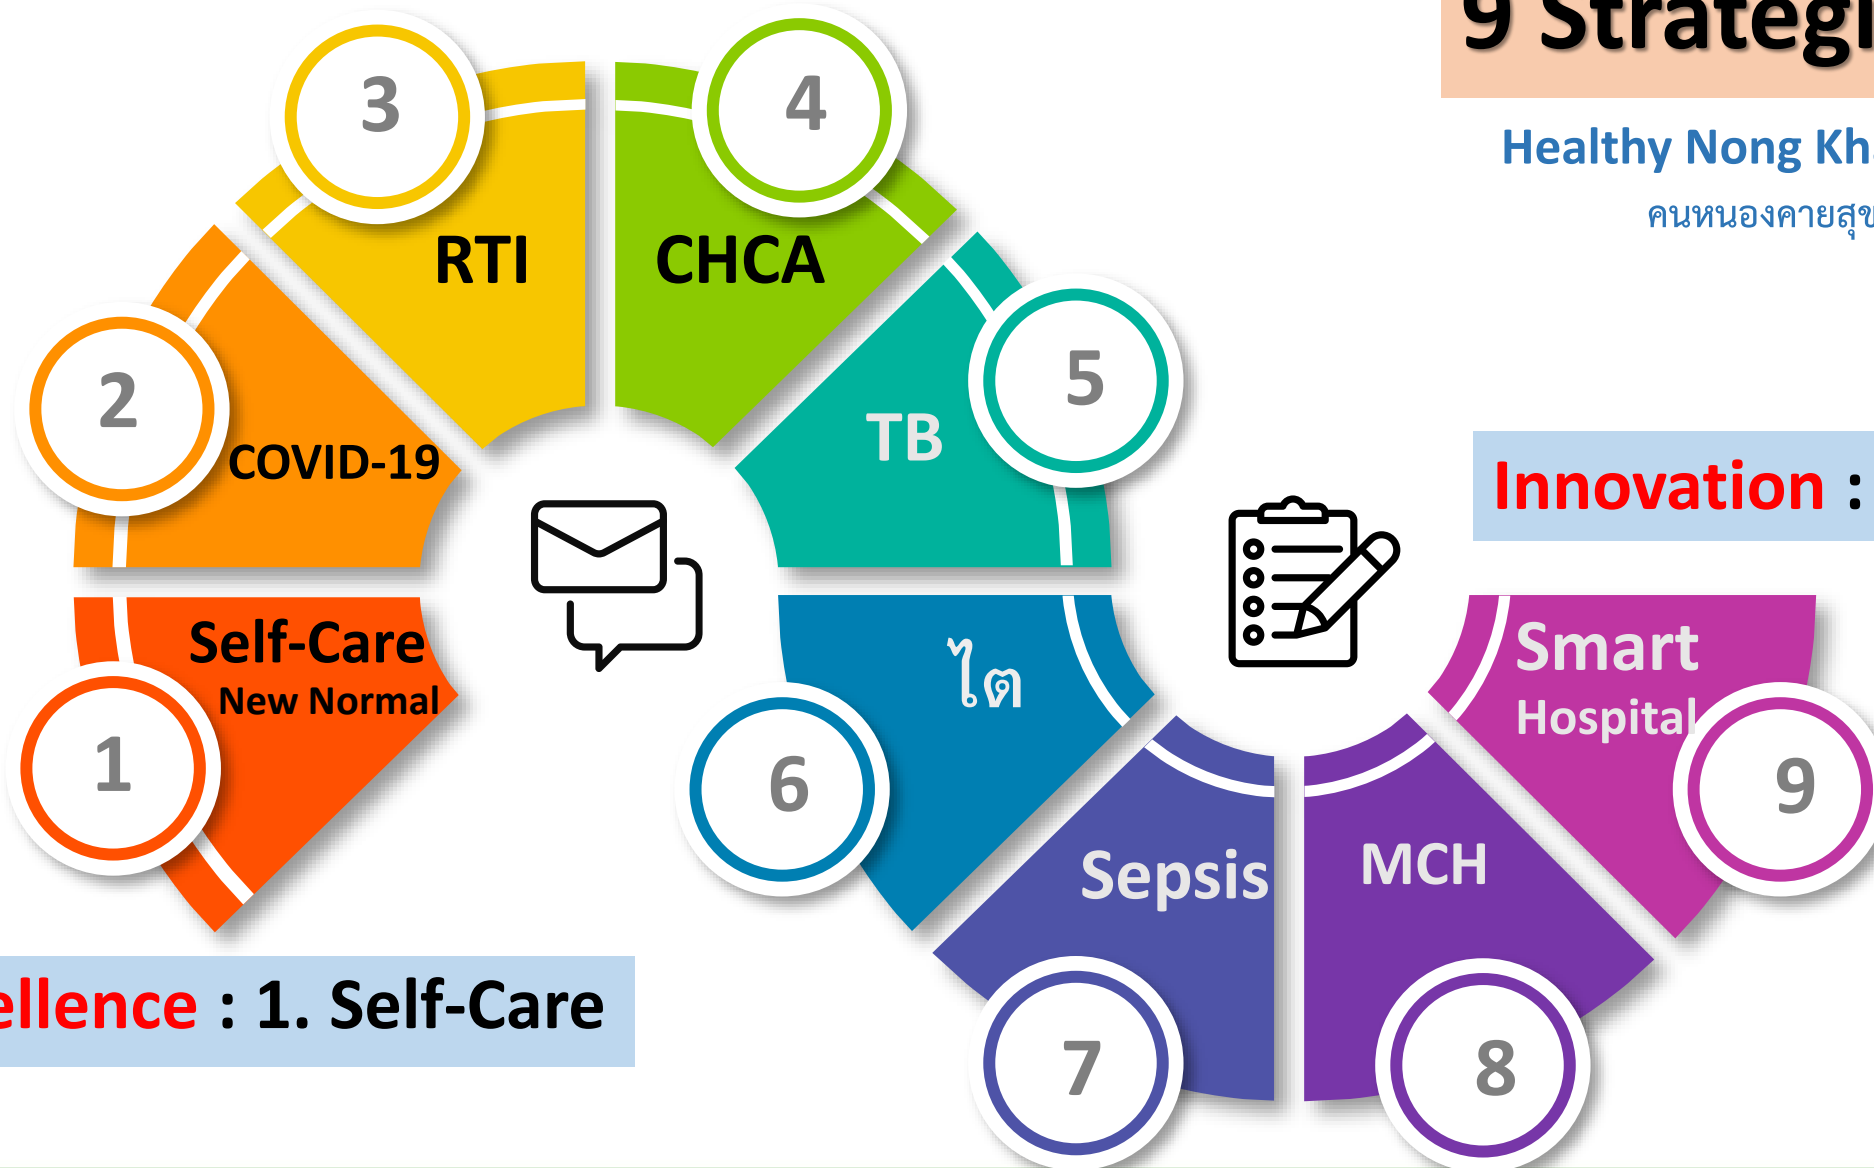 9 Strategi
Healthy Nong Kh
คนหนองคายสุข
3
4
RTI
CHCA
2
5
COVID-19
TB
Innovation :
Self-Care
New Normal
1
ไต
6
Smart
Hospital
9
Sepsis
MCH
ellence : 1. Self-Care
7
8